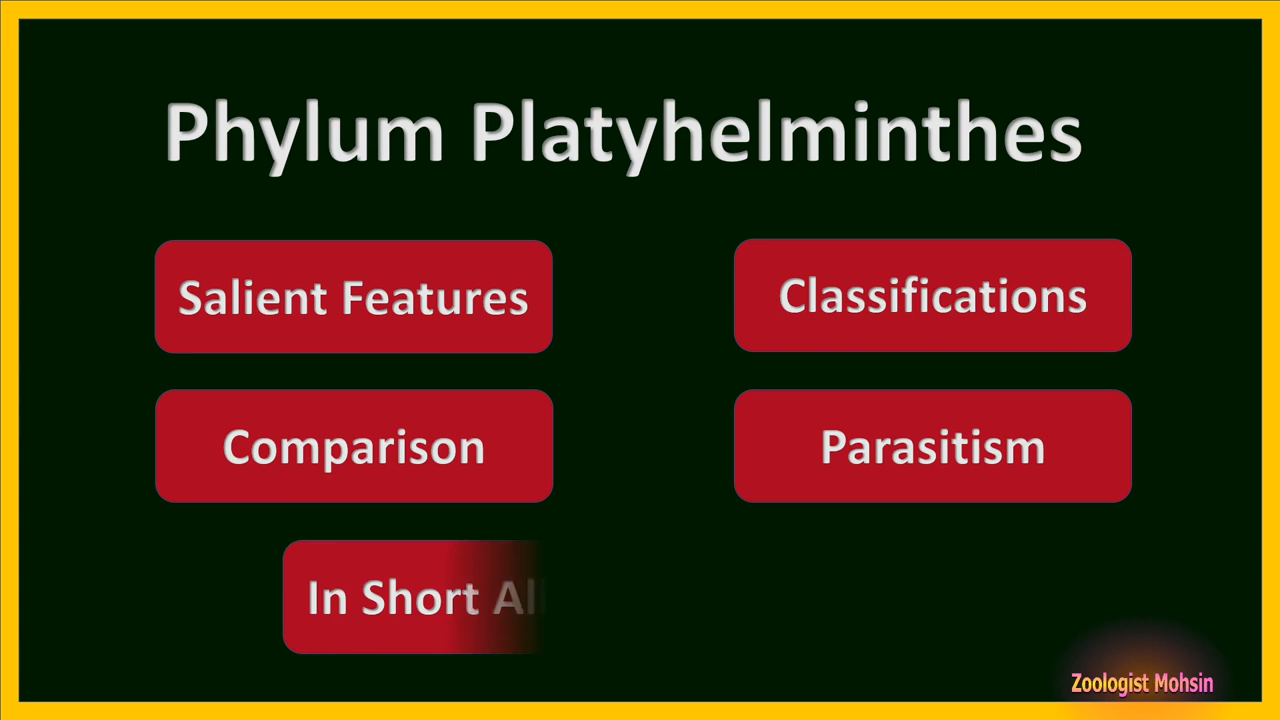 Phylum Platyhelminthes
Salient Features
Classifications
Comparison
Parasitism
In Short
Zoologist Mohsin